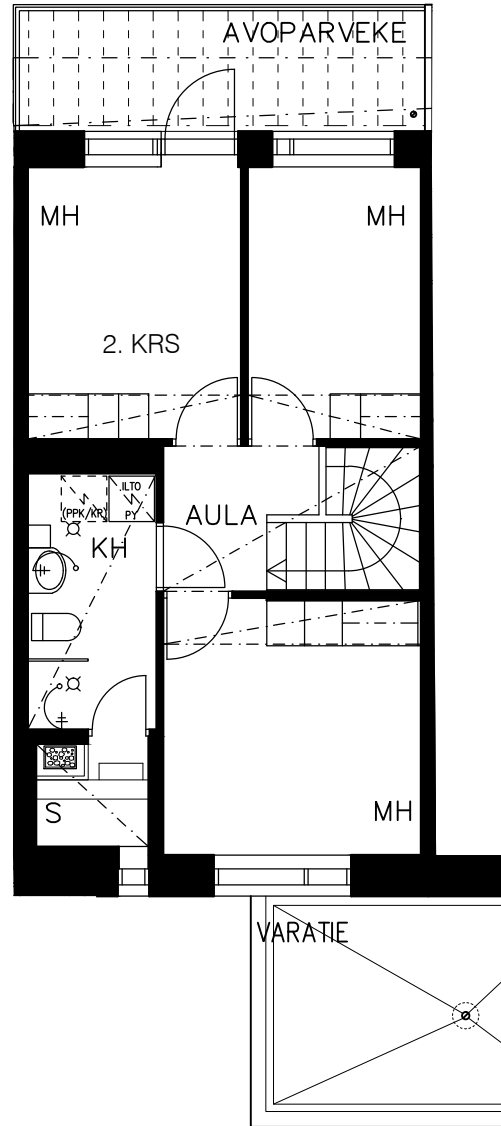 AVOPARVEKE
MH
MH
2. KRS
(PPK/KR)
ILTO
PY
KH
AULA
S
MH
VARATIE